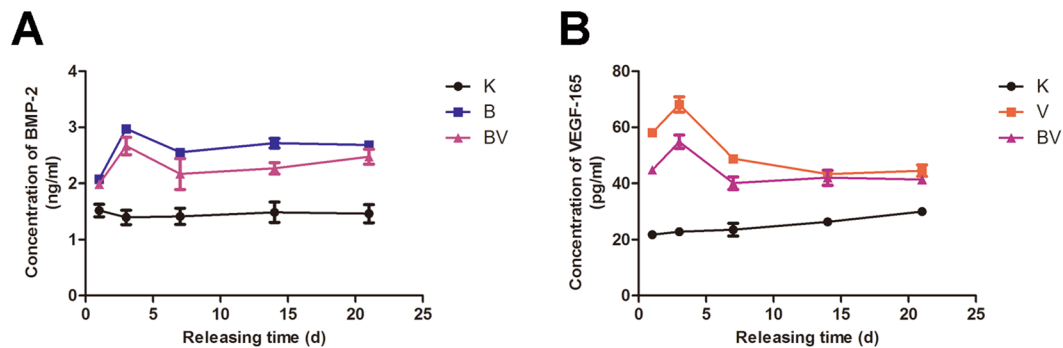 A
Concentration of BMP-2
(ng/ml)
4
3
2
1
0
0 5 10 15 20 25
Releasing time (d)
K
B
BV
B
Concentration of VEGF-165
(pg/ml)
80
60
40
20
0
0 5 10 15 20 25
Releasing time (d)
K
V
BV